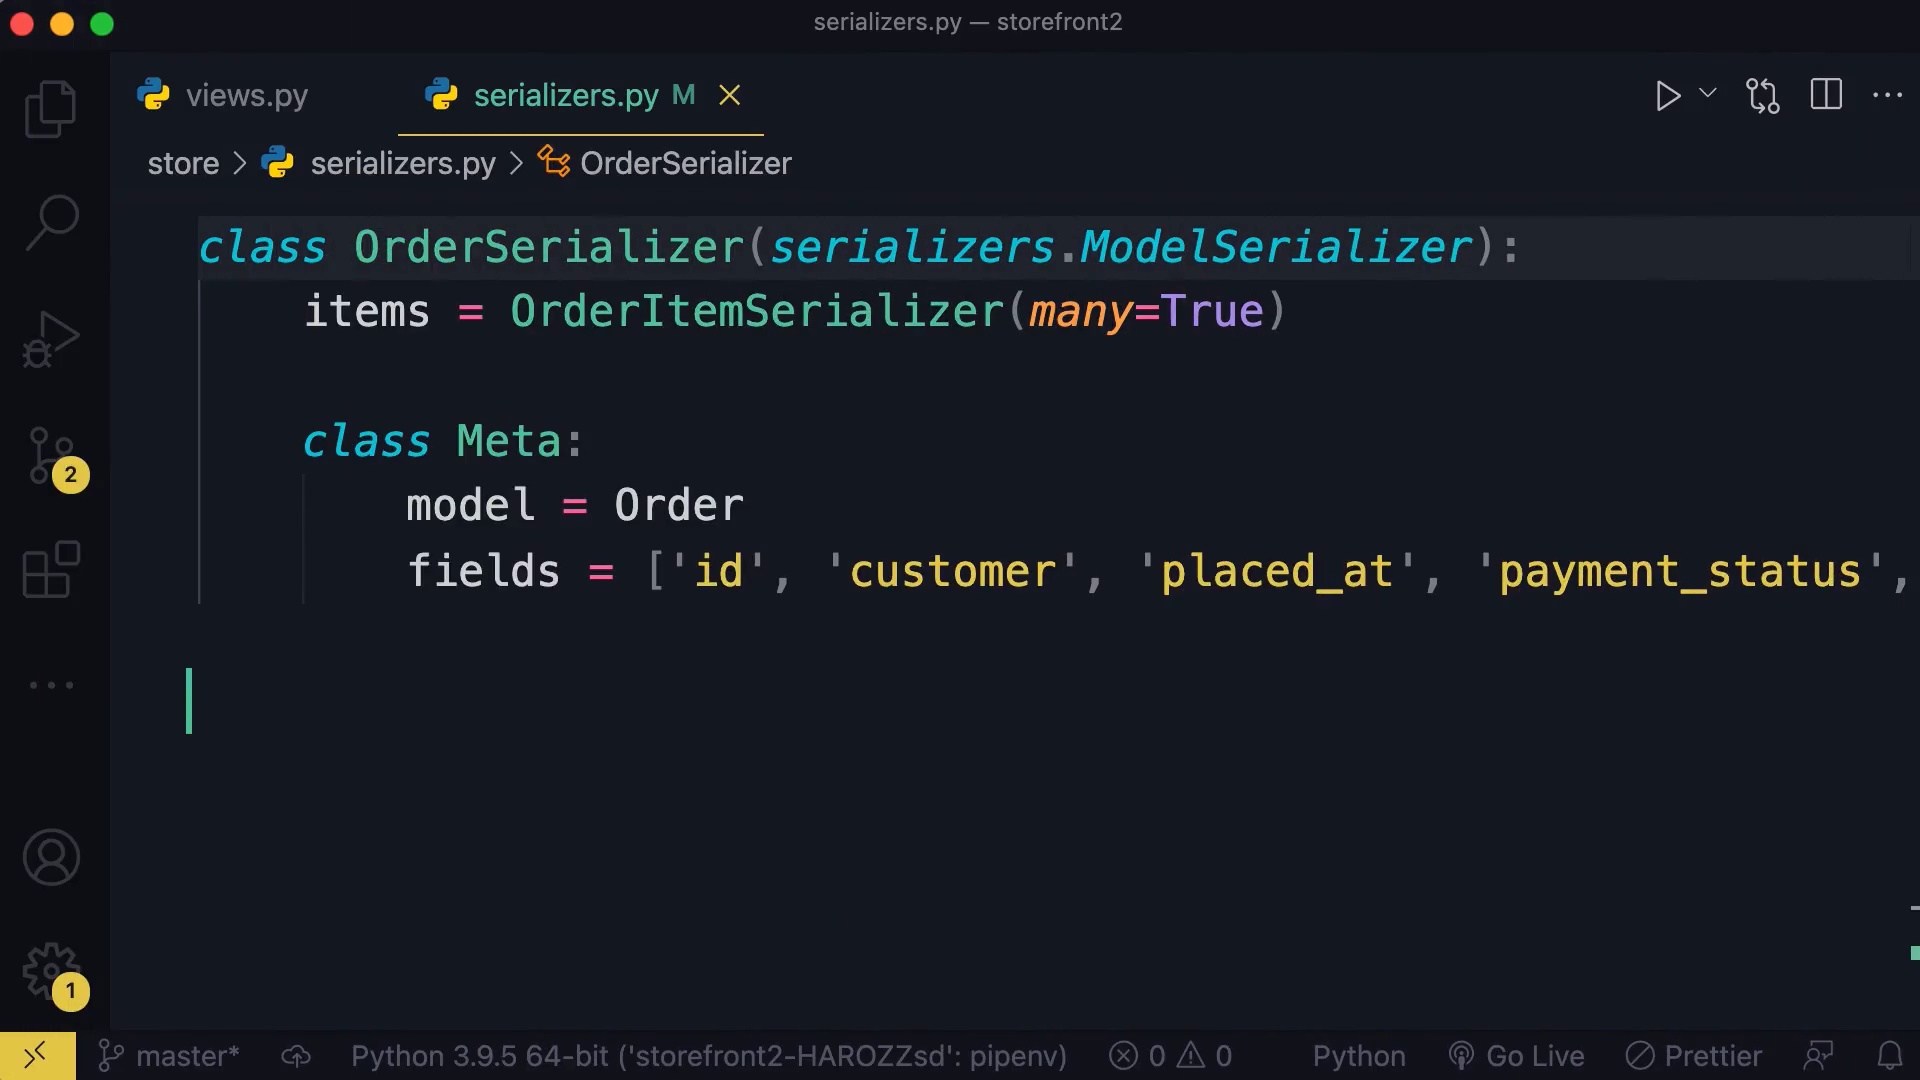 serializers.py — storefront2
views.py
serializers.py M
store > serializers.py > OrderSerializer
class OrderSerializer(serializers.ModelSerializer):
items = OrderItemSerializer(many=True)
class Meta:
model = Order
fields = ['id', 'customer', 'placed_at', 'payment_status',
2
1
master* Python 3.9.5 64-bit ('storefront2-HAROZZsd': pipenv) 0 0 Python Go Live Prettier